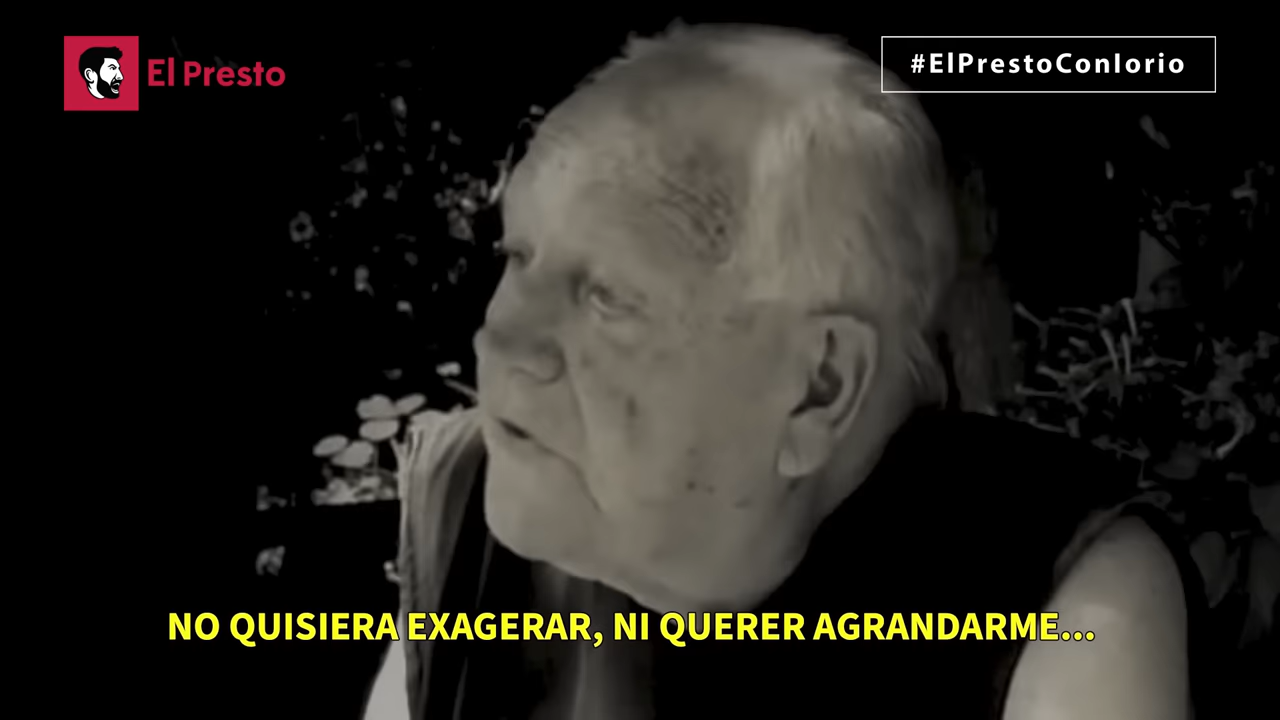 El Presto
#ElPrestoConIorio
NO QUISIERA EXAGERAR, NI QUERER AGRANDARME...